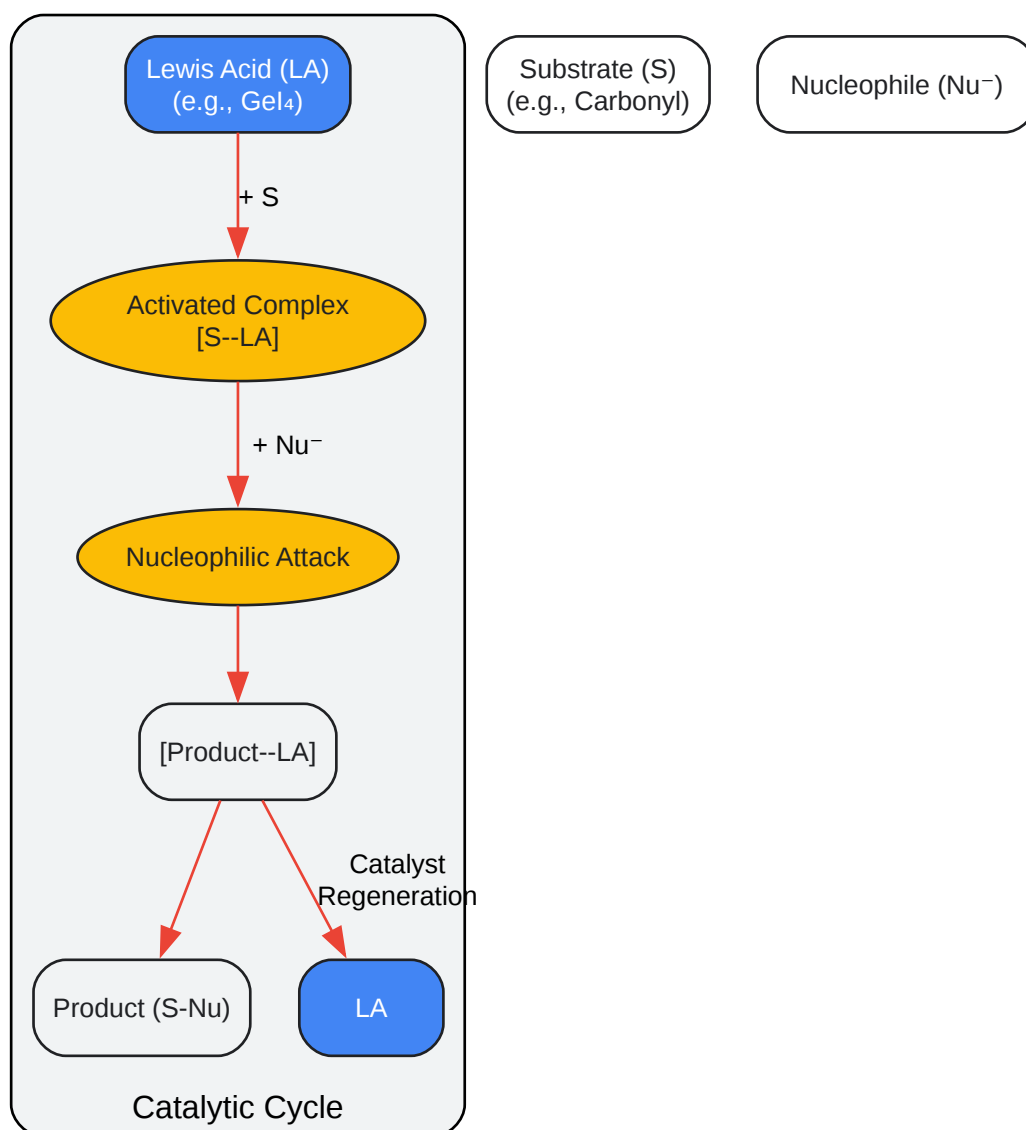 Lewis Acid (LA)
(e.g., GeI₄)
Substrate (S)
(e.g., Carbonyl)
Nucleophile (Nu⁻)
+ S
Activated Complex
[S--LA]
+ Nu⁻
Nucleophilic Attack
[Product--LA]
Catalyst
Regeneration
Product (S-Nu)
LA
Catalytic Cycle